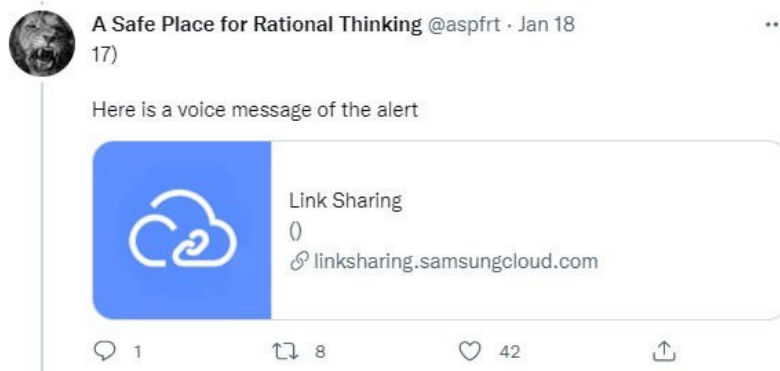 A Safe Place for Rational Thinking @aspfrt · Jan 18
17)
Here is a voice message of the alert
Link Sharing
()
linksharing.samsungcloud.com
1 8 42